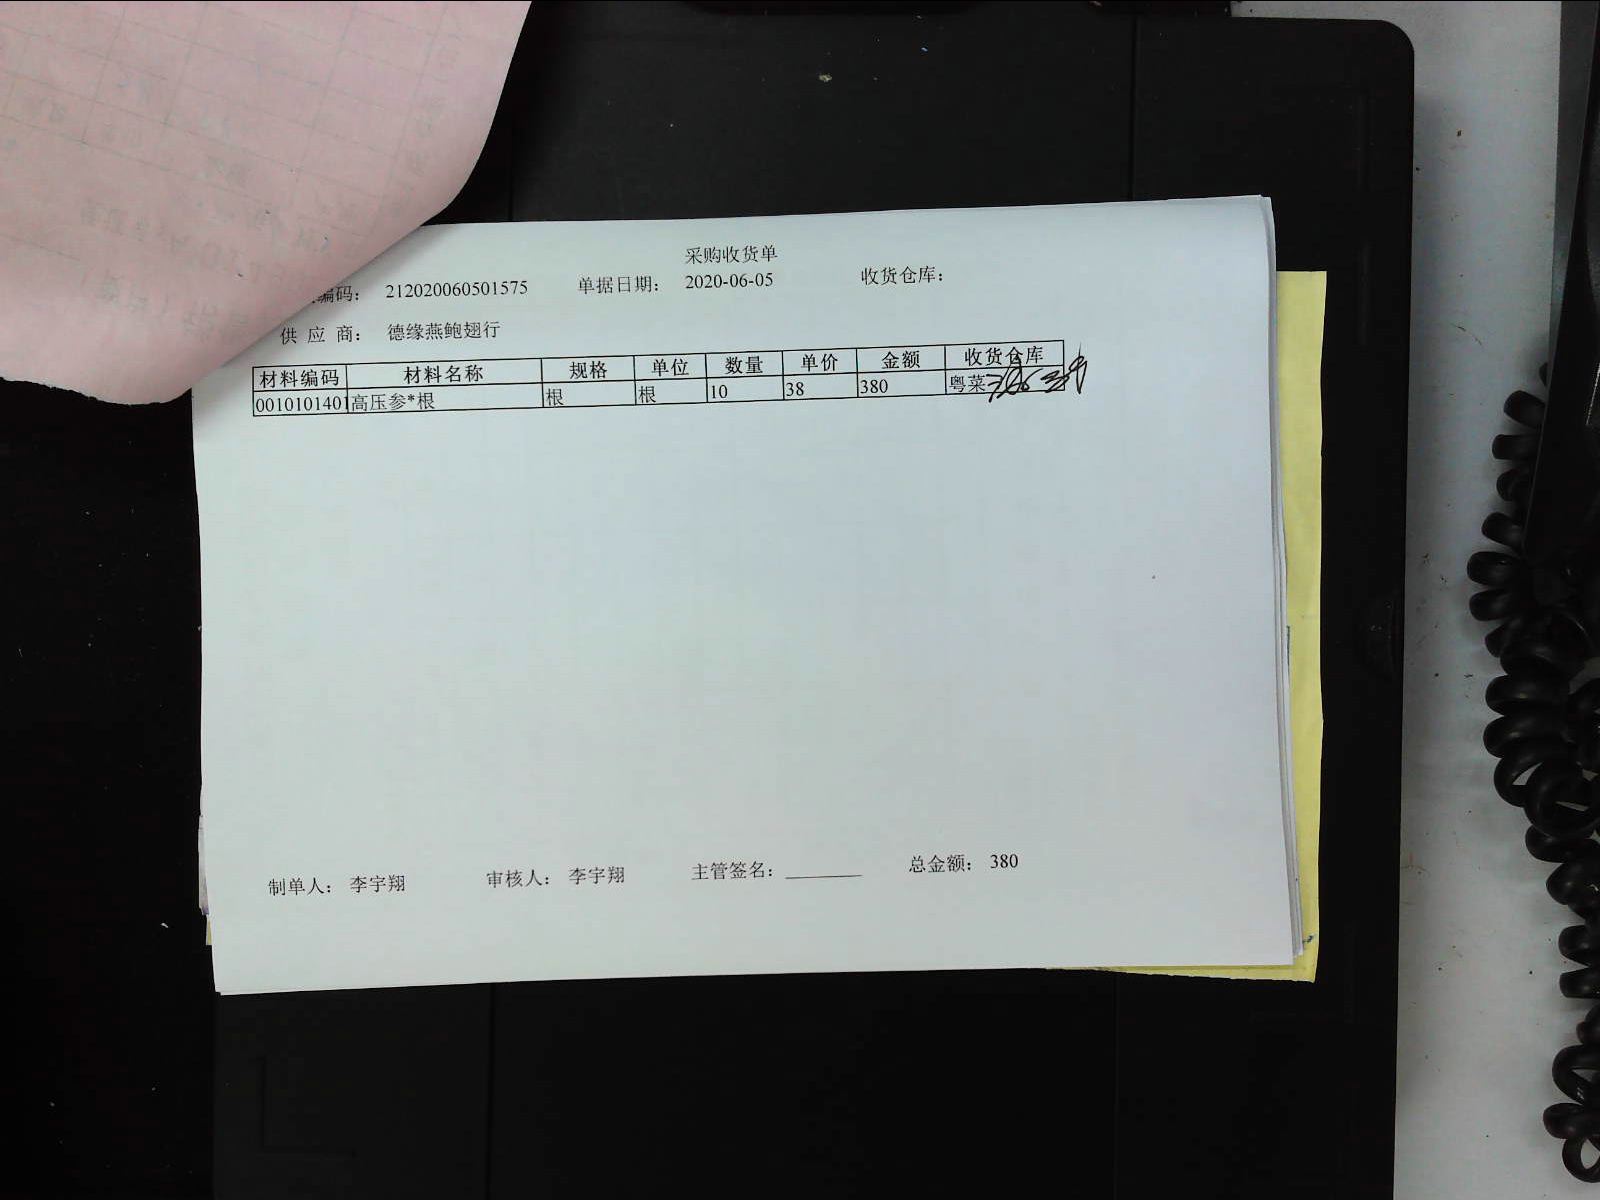 采购收货单
编码： 212020060501575 单据日期： 2020-06-05 收货仓库：
供 应 商： 德缘燕鲍翅行
材料编码 材料名称 规格 单位 数量 单价 金额 收货仓库
0010101401 高压参*根 根 根 10 38 380 粤菜
制单人： 李宇翔 审核人： 李宇翔 主管签名： 总金额： 380